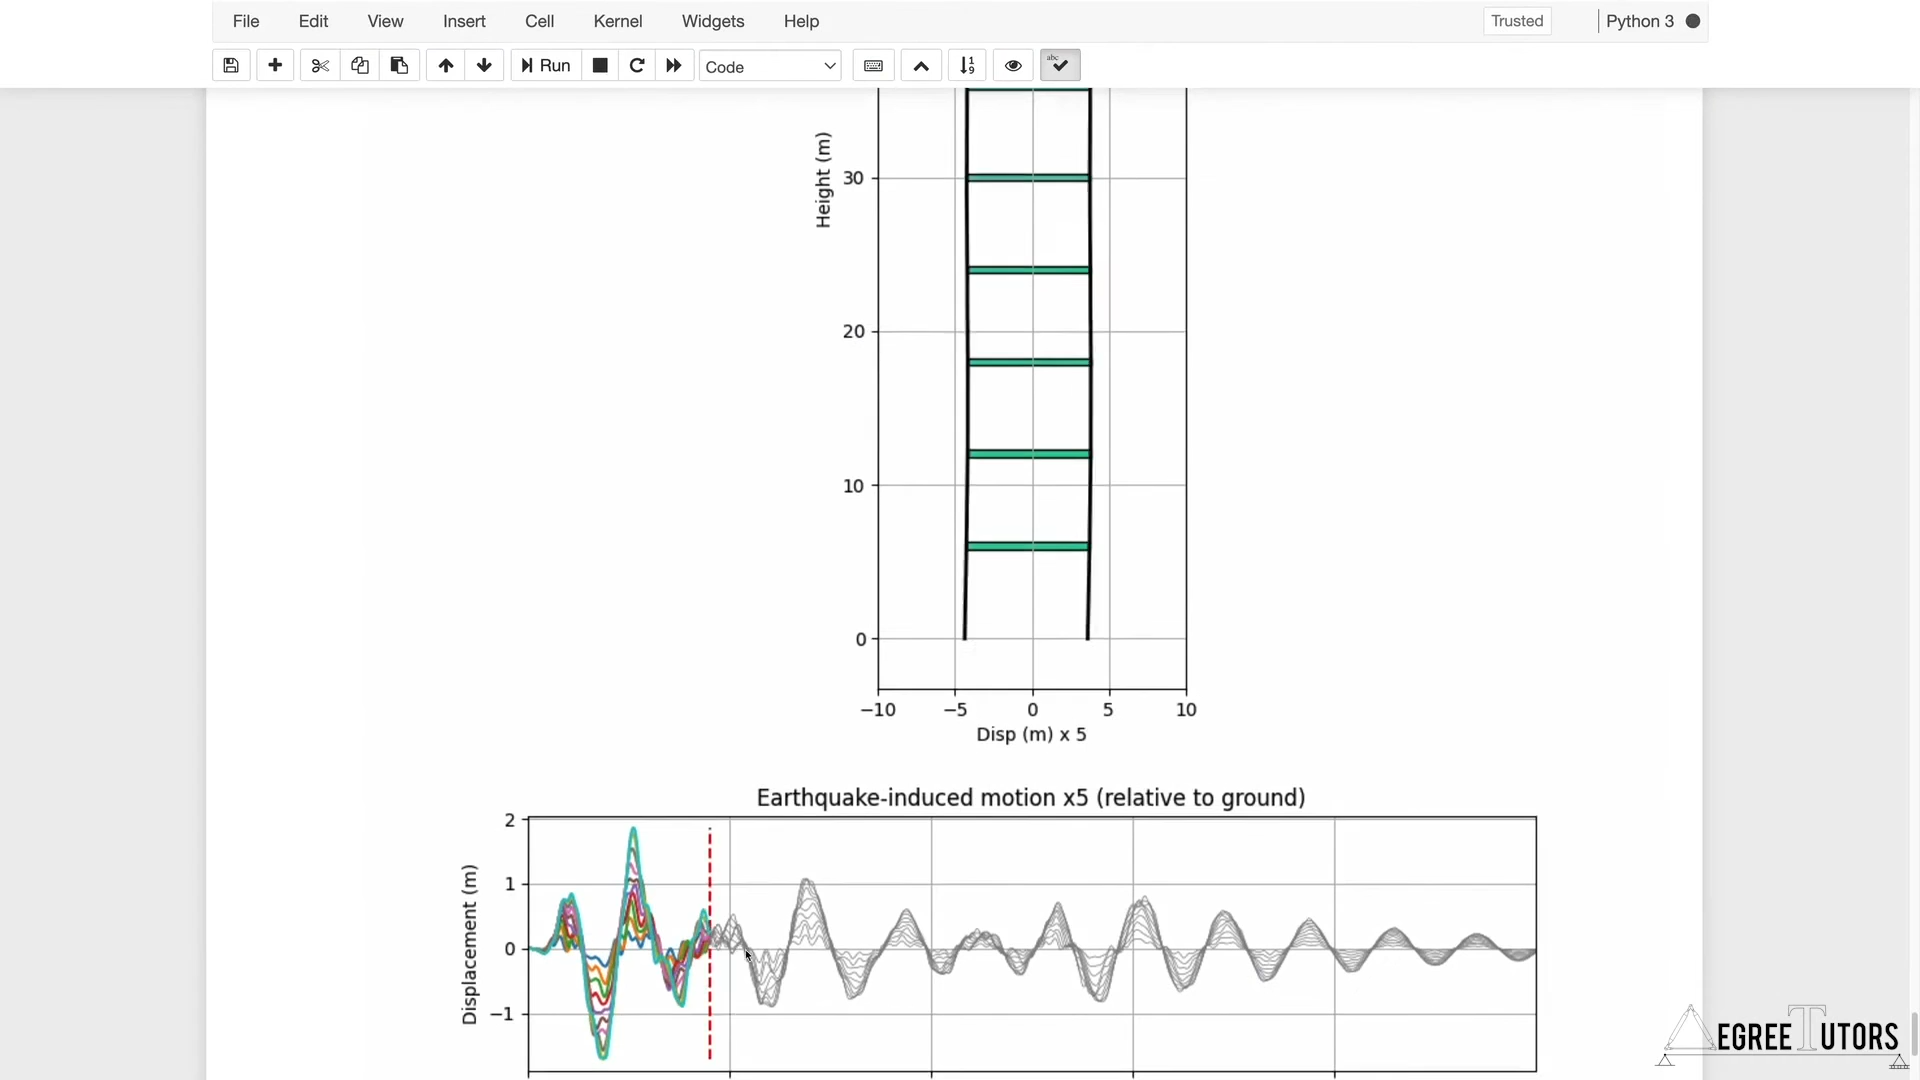 File Edit View Insert Cell Kernel Widgets Help Trusted Python 3
Run Code
Height (m)
30
20
10
0
−10 −5 0 5 10
Disp (m) x 5
Earthquake-induced motion x5 (relative to ground)
Displacement (m)
2
1
0
−1
EGREE TUTORS